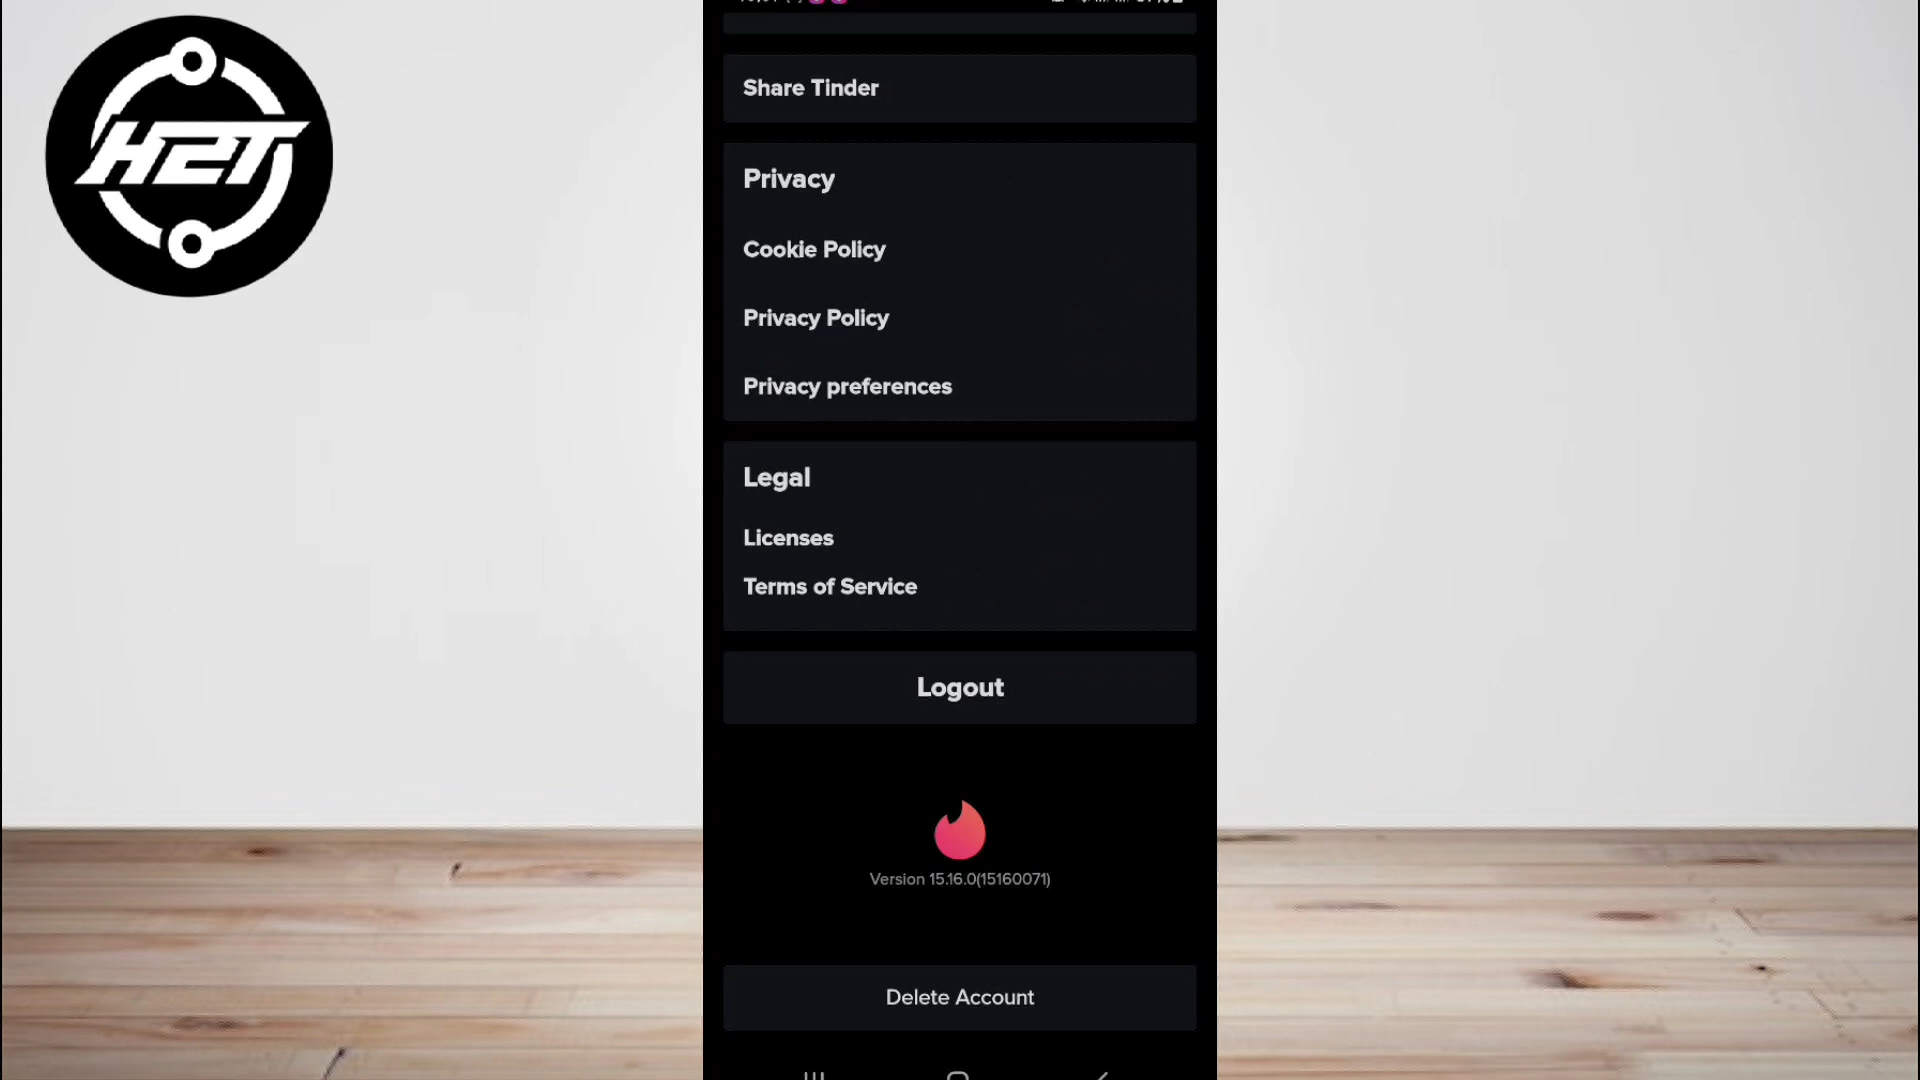 H2T
Share Tinder
Privacy
Cookie Policy
Privacy Policy
Privacy preferences
Legal
Licenses
Terms of Service
Logout
Version 15.16.0(15160071)
Delete Account